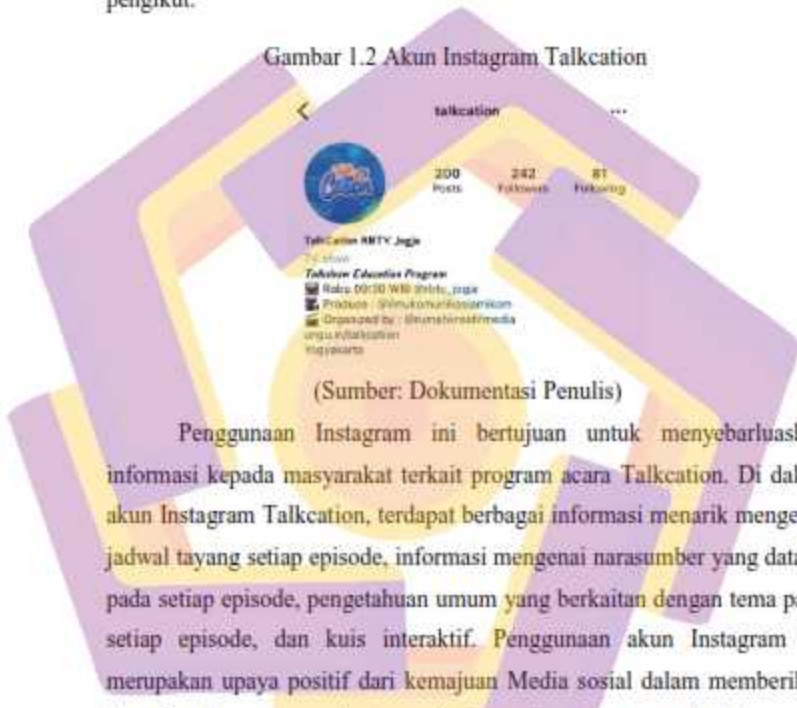 pengikut.
Gambar 1.2 Akun Instagram Talkcation
talkcation
200 242 81
Posts Followers Following
TalkCation RBTV Jogja
Talkshow Education Program
Rabu 09:30 WIB @rbtv_jogja
Produce : @ilmukomunikasiamikom
Organized by : @rumahkreatifmedia
Yogyakarta
(Sumber: Dokumentasi Penulis)
Penggunaan Instagram ini bertujuan untuk menyebarluask
informasi kepada masyarakat terkait program acara Talkcation. Di dal
akun Instagram Talkcation, terdapat berbagai informasi menarik menge
jadwal tayang setiap episode, informasi mengenai narasumber yang data
pada setiap episode, pengetahuan umum yang berkaitan dengan tema pa
setiap episode, dan kuis interaktif. Penggunaan akun Instagram
merupakan upaya positif dari kemajuan Media sosial dalam memberil